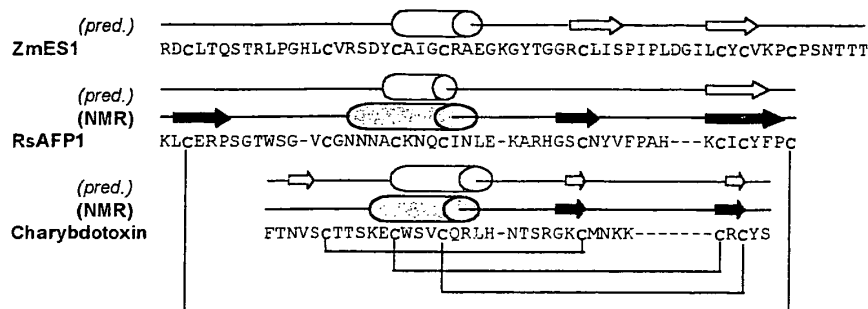 (pred.)
ZmES1 RDCLTQSTRLPGHLCVRSDYCAIGCRAEGKGYTGGRCLISPIPLDGILCYCVKPCPSNTTT
(pred.)
(NMR)
RsAFP1 KLCERPSGTWSG-VCGNNNACKNQCINLE-KARHGSCNYVFPAH---KCICYFPC
(pred.)
(NMR)
Charybdotoxin FTNVSCTTSKECWSVCQRLH-NTSRGKCMNKK-------CRCYS